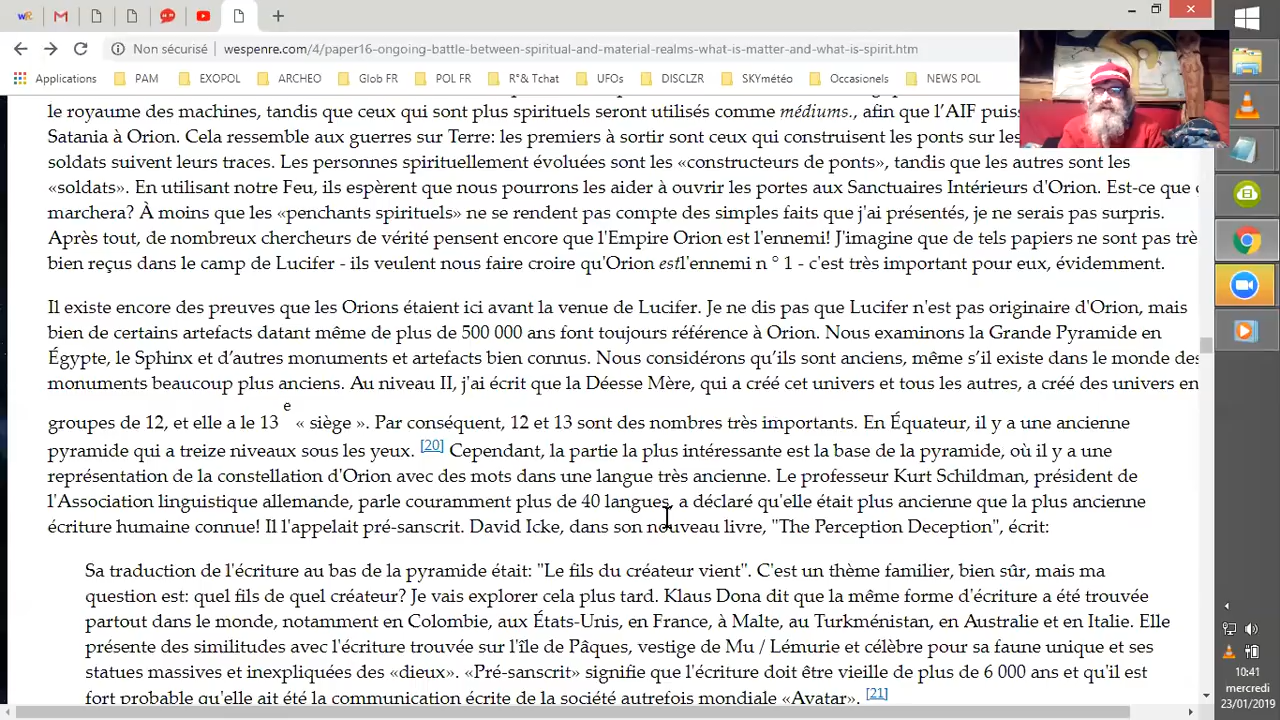 Non sécurisé
wespenre.com/4/paper16-ongoing-battle-between-spiritual-and-material-realms-what-is-matter-and-what-is-spirit.htm
Applications PAM EXOPOL ARCHEO Glob FR POL FR R°& Tchat UFOs DISCLZR SKYmétéo Occasionels NEWS POL
le royaume des machines, tandis que ceux qui sont plus spirituels seront utilisés comme médiums., afin que l’AIF
Satania à Orion. Cela ressemble aux guerres sur Terre: les premiers à sortir sont ceux qui construisent les ponts sur les
soldats suivent leurs traces. Les personnes spirituellement évoluées sont les «constructeurs de ponts», tandis que les autres sont les
«soldats». En utilisant notre Feu, ils espèrent que nous pourrons les aider à ouvrir les portes aux Sanctuaires Intérieurs d'Orion. Est-ce que
marchera? À moins que les «penchants spirituels» ne se rendent pas compte des simples faits que j'ai présentés, je ne serais pas surpris.
Après tout, de nombreux chercheurs de vérité pensent encore que l'Empire Orion est l'ennemi! J'imagine que de tels papiers ne sont pas trè
bien reçus dans le camp de Lucifer - ils veulent nous faire croire qu'Orion estl'ennemi n ° 1 - c'est très important pour eux, évidemment.
Il existe encore des preuves que les Orions étaient ici avant la venue de Lucifer. Je ne dis pas que Lucifer n'est pas originaire d'Orion, mais
bien de certains artefacts datant même de plus de 500 000 ans font toujours référence à Orion. Nous examinons la Grande Pyramide en
Égypte, le Sphinx et d’autres monuments et artefacts bien connus. Nous considérons qu’ils sont anciens, même s’il existe dans le monde des
monuments beaucoup plus anciens. Au niveau II, j'ai écrit que la Déesse Mère, qui a créé cet univers et tous les autres, a créé des univers en
groupes de 12, et elle a le 13 e « siège ». Par conséquent, 12 et 13 sont des nombres très importants. En Équateur, il y a une ancienne
pyramide qui a treize niveaux sous les yeux. [20] Cependant, la partie la plus intéressante est la base de la pyramide, où il y a une
représentation de la constellation d'Orion avec des mots dans une langue très ancienne. Le professeur Kurt Schildman, président de
l'Association linguistique allemande, parle couramment plus de 40 langues, a déclaré qu'elle était plus ancienne que la plus ancienne
écriture humaine connue! Il l'appelait pré-sanscrit. David Icke, dans son nouveau livre, "The Perception Deception", écrit:
Sa traduction de l'écriture au bas de la pyramide était: "Le fils du créateur vient". C'est un thème familier, bien sûr, mais ma
question est: quel fils de quel créateur? Je vais explorer cela plus tard. Klaus Dona dit que la même forme d'écriture a été trouvée
partout dans le monde, notamment en Colombie, aux États-Unis, en France, à Malte, au Turkménistan, en Australie et en Italie. Elle
présente des similitudes avec l'écriture trouvée sur l'île de Pâques, vestige de Mu / Lémurie et célèbre pour sa faune unique et ses
statues massives et inexpliquées des «dieux». «Pré-sanscrit» signifie que l'écriture doit être vieille de plus de 6 000 ans et qu'il est
fort probable qu'elle ait été la communication écrite de la société autrefois mondiale «Avatar». [21]
10:41
mercredi
23/01/2019